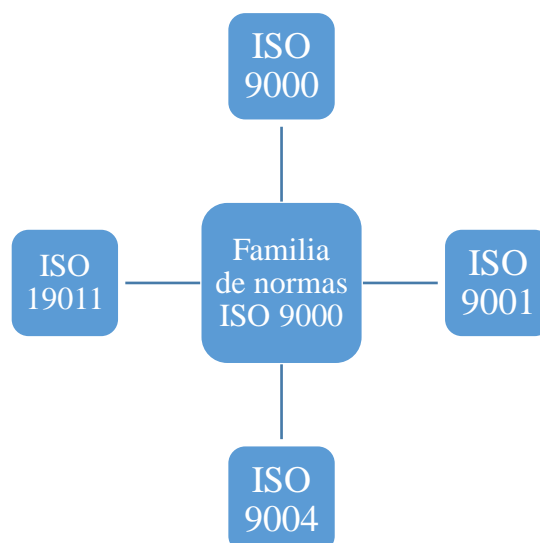 ISO
9000
ISO
19011
Familia
de normas
ISO 9000
ISO
9001
ISO
9004